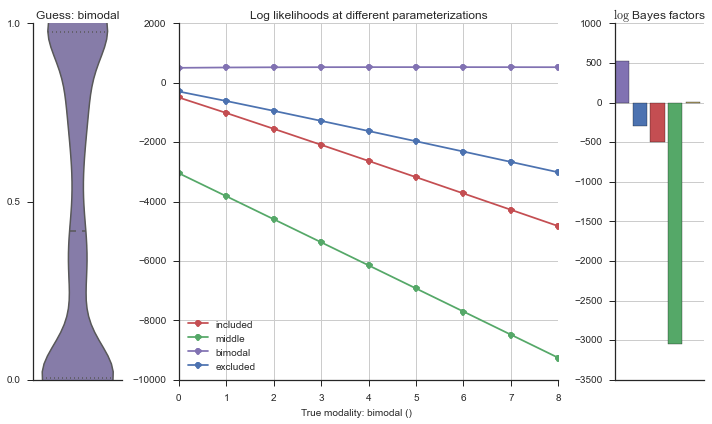 Guess: bimodal
1.0
0.5
0.0
Log likelihoods at different parameterizations
2000
0
−2000
−4000
−6000
−8000
−10000
included
middle
bimodal
excluded
0 1 2 3 4 5 6 7 8
True modality: bimodal ()
log Bayes factors
1000
500
0
−500
−1000
−1500
−2000
−2500
−3000
−3500